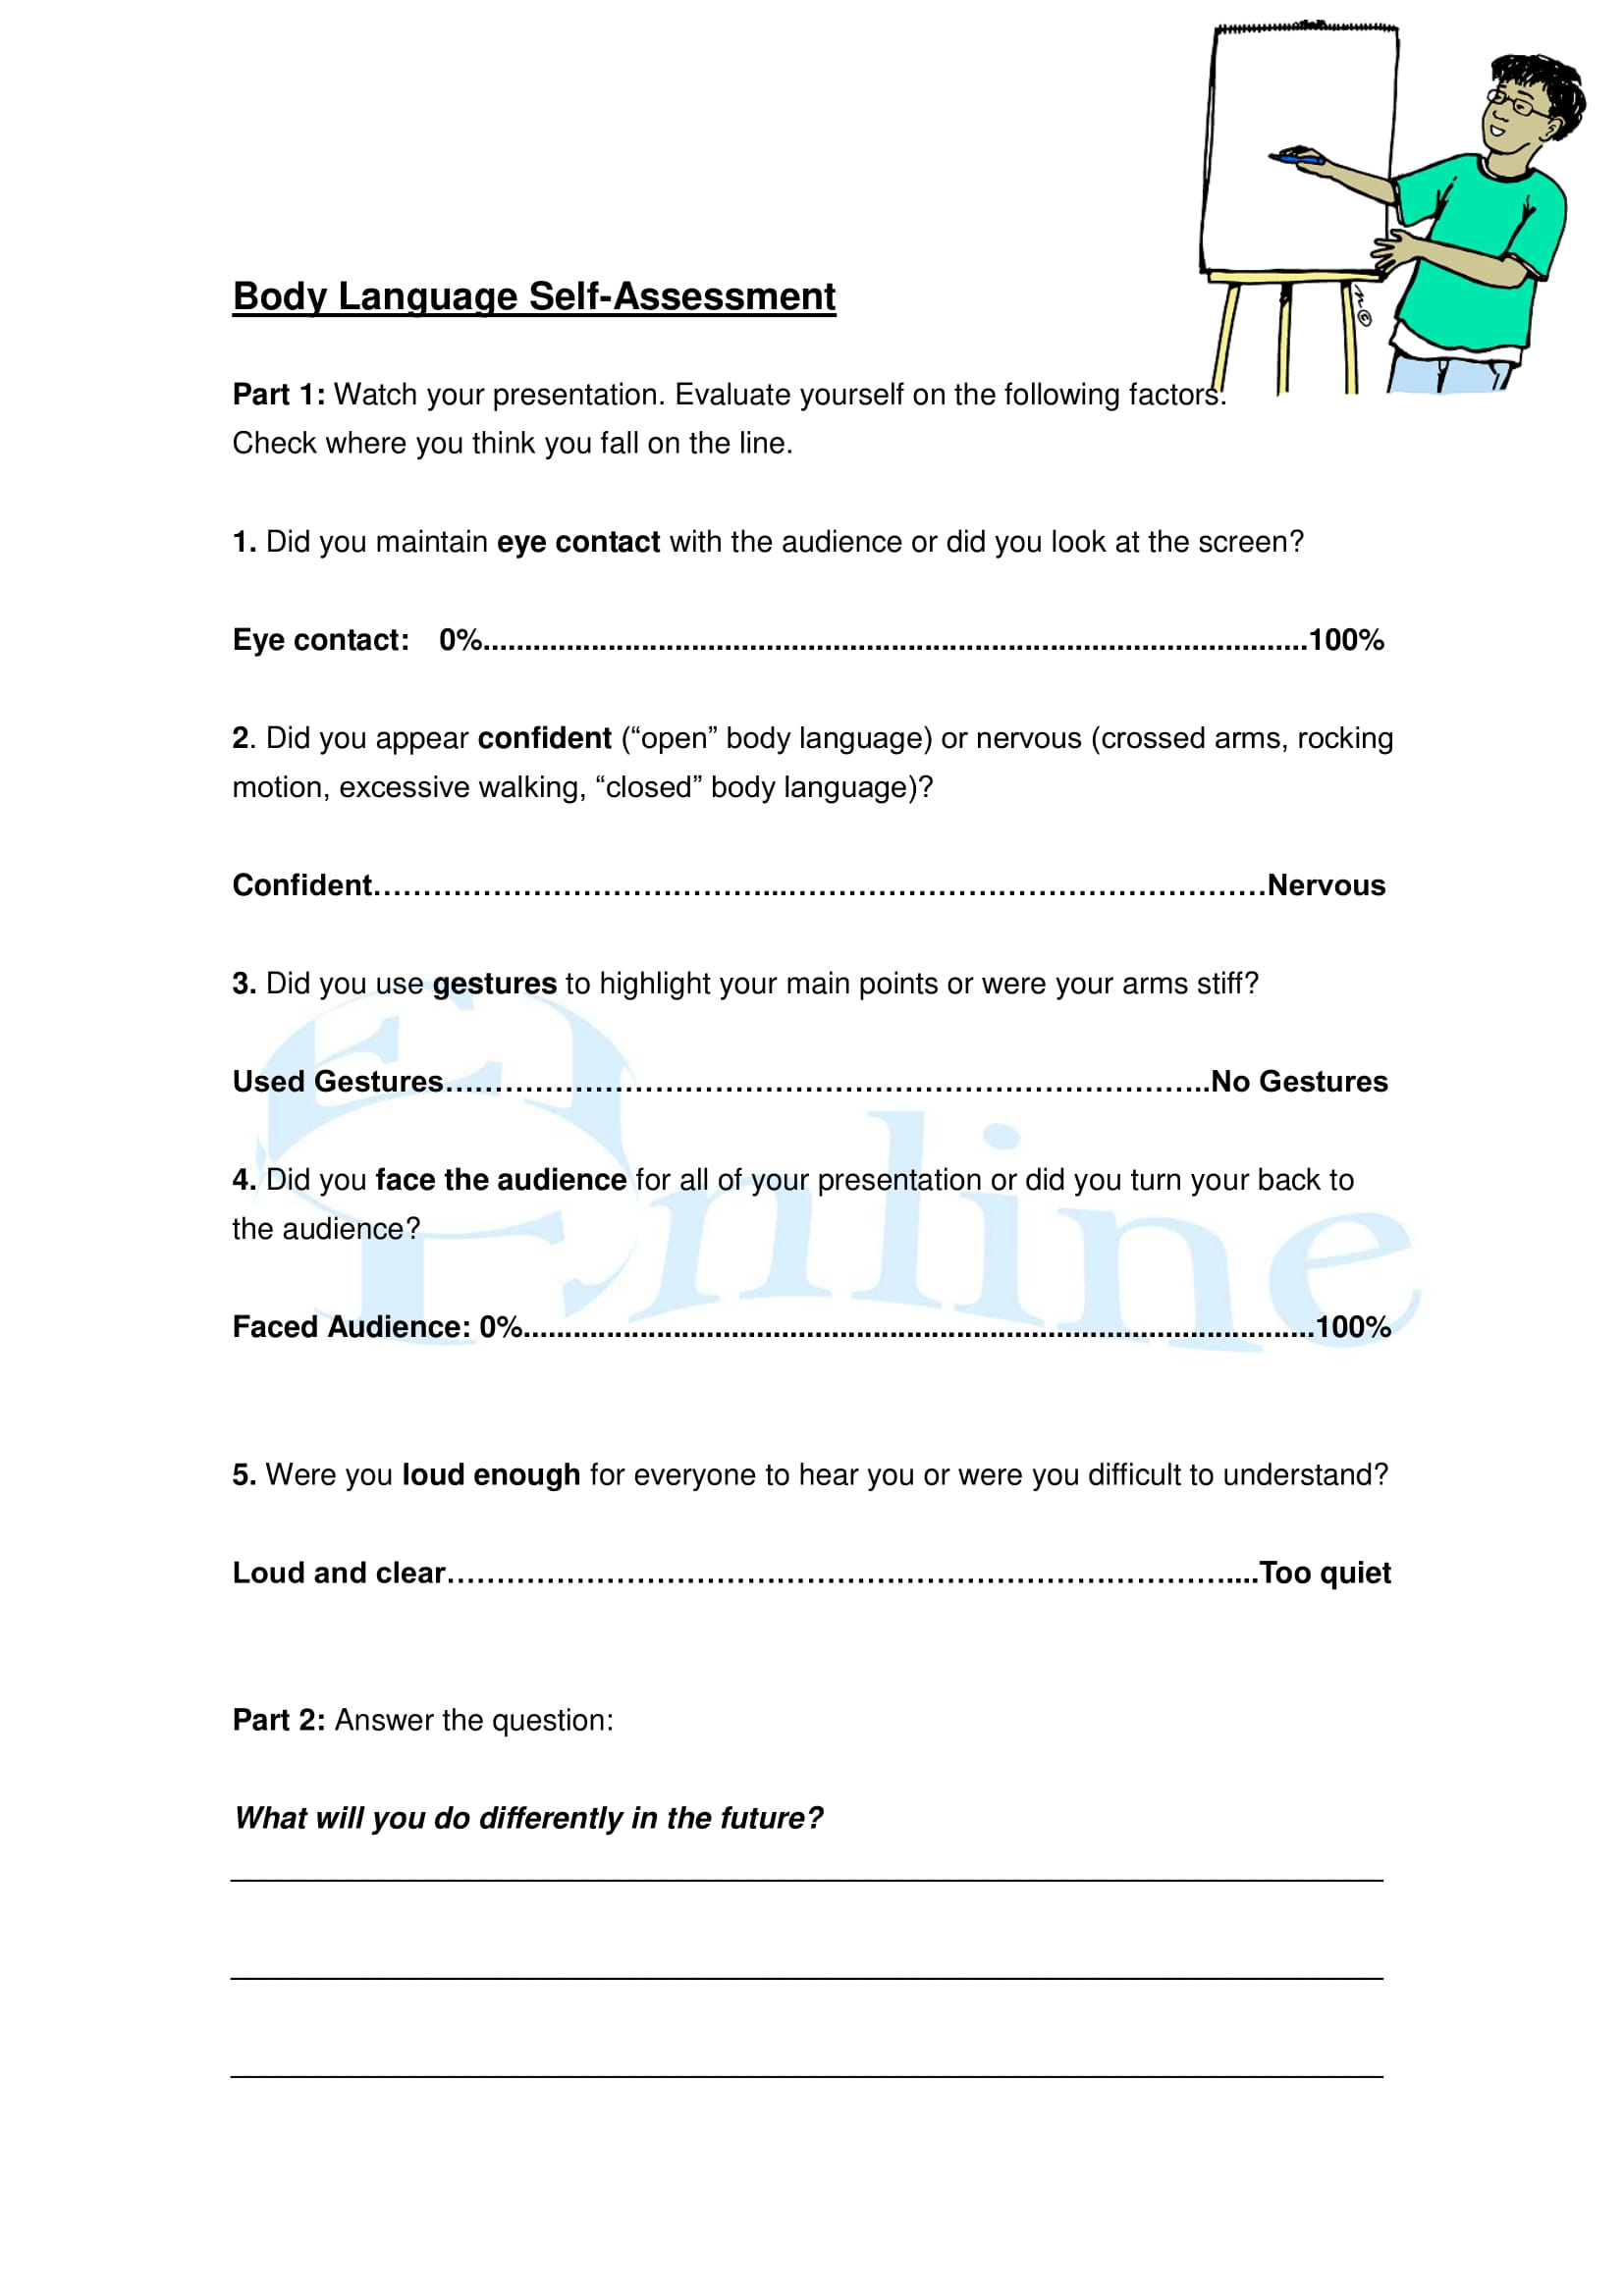 Body Language Self-Assessment
Part 1: Watch your presentation. Evaluate yourself on the following factors.
Check where you think you fall on the line.
1. Did you maintain eye contact with the audience or did you look at the screen?
Eye contact: 0%....................................................................................................100%
2. Did you appear confident (“open” body language) or nervous (crossed arms, rocking
motion, excessive walking, “closed” body language)?
Confident……………………………………...…………………………………………Nervous
3. Did you use gestures to highlight your main points or were your arms stiff?
Used Gestures…………………………………………………………………..No Gestures
4. Did you face the audience for all of your presentation or did you turn your back to
the audience?
Faced Audience: 0%................................................................................................100%
5. Were you loud enough for everyone to hear you or were you difficult to understand?
Loud and clear…………………………………………………………………….....Too quiet
Part 2: Answer the question:
What will you do differently in the future?
Online